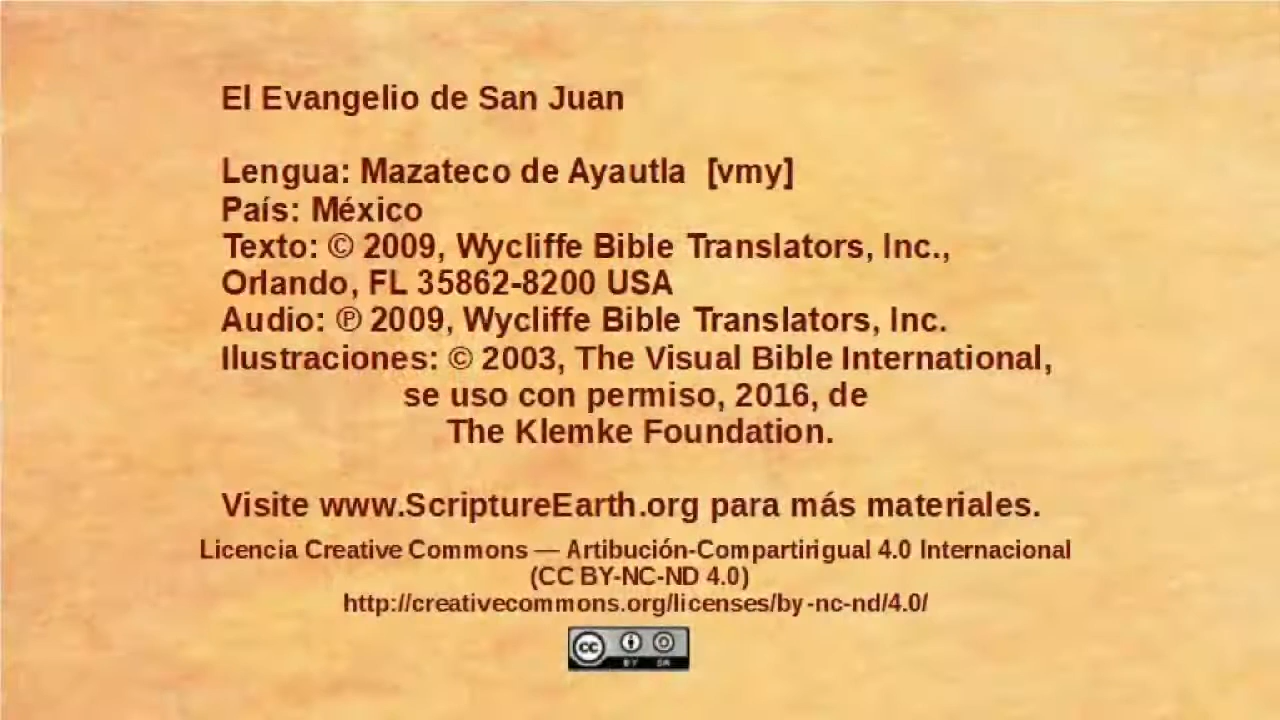 El Evangelio de San Juan
Lengua: Mazateco de Ayautla [vmy]
País: México
Texto: © 2009, Wycliffe Bible Translators, Inc.,
Orlando, FL 35862-8200 USA
Audio: ℗ 2009, Wycliffe Bible Translators, Inc.
Ilustraciones: © 2003, The Visual Bible International,
se uso con permiso, 2016, de
The Klemke Foundation.
Visite www.ScriptureEarth.org para más materiales.
Licencia Creative Commons — Artibución-Compartirigual 4.0 Internacional
(CC BY-NC-ND 4.0)
http://creativecommons.org/licenses/by-nc-nd/4.0/
cc BY SA